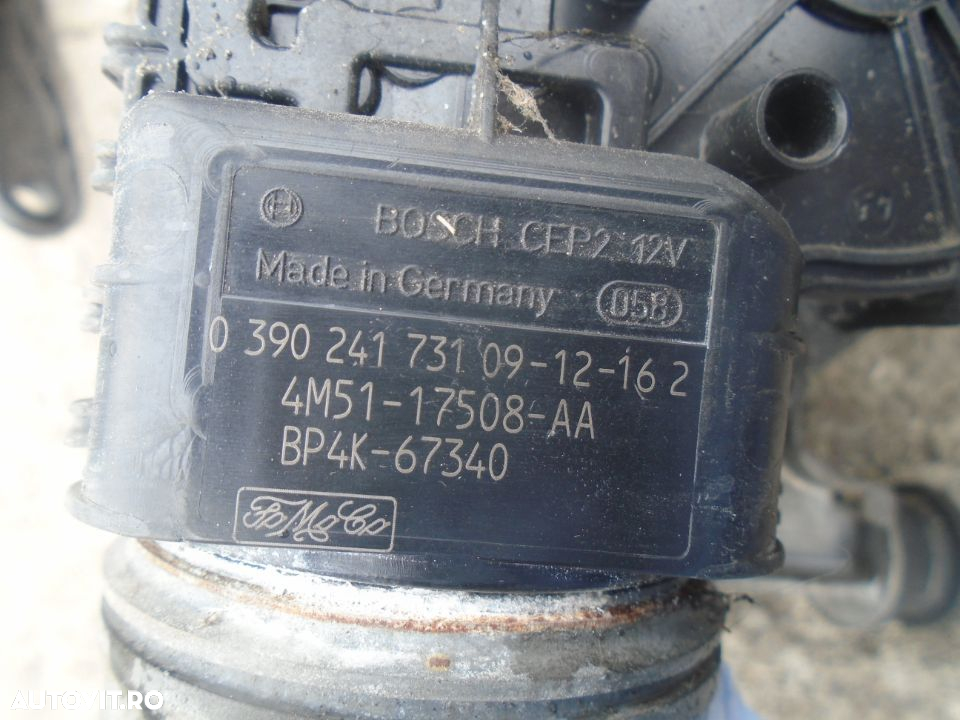 BOSCH CEP2 12V
Made in Germany 058
0 390 241 731 09-12-16 2
4M51-17508-AA
BP4K-67340
FoMoCo
AUTOVIT.RO